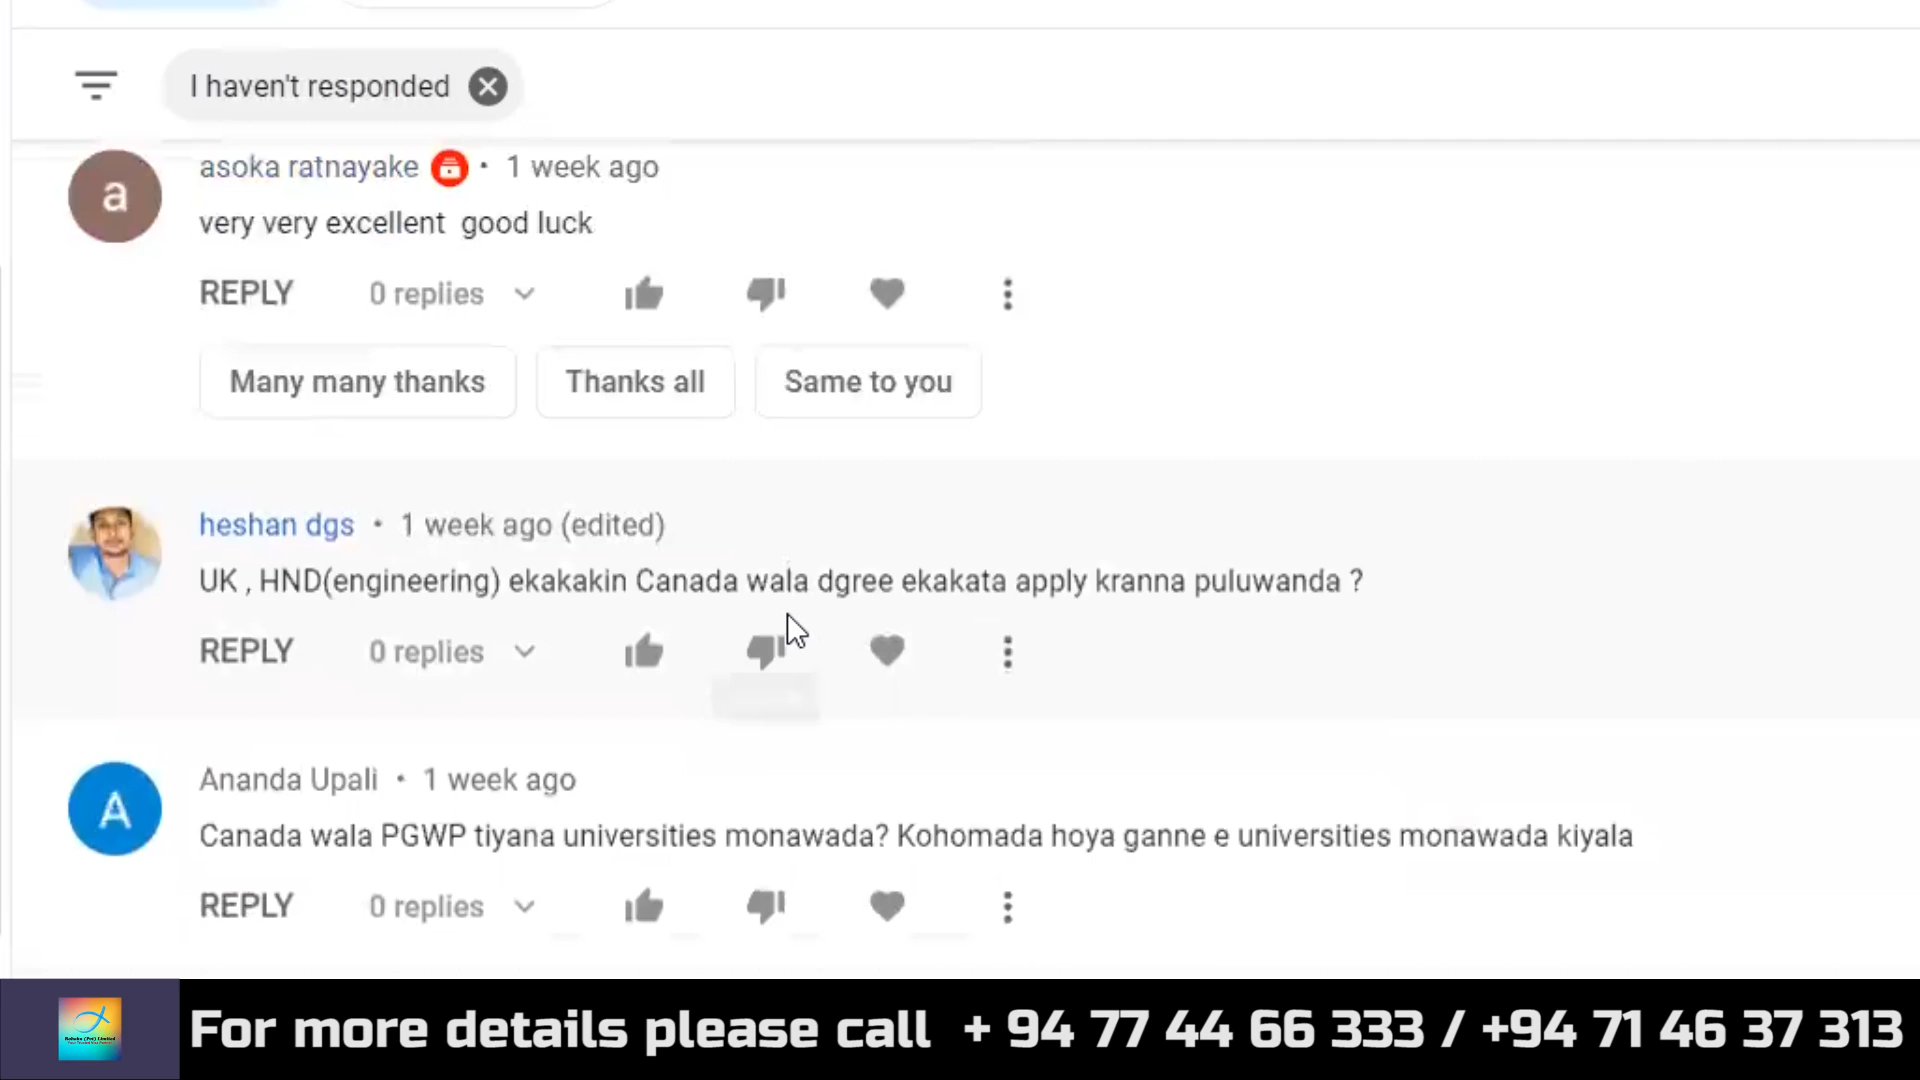 I haven't responded
a
asoka ratnayake • 1 week ago
very very excellent good luck
REPLY 0 replies
Many many thanks Thanks all Same to you
heshan dgs • 1 week ago (edited)
UK , HND(engineering) ekakakin Canada wala dgree ekakata apply kranna puluwanda ?
REPLY 0 replies
A
Ananda Upali • 1 week ago
Canada wala PGWP tiyana universities monawada? Kohomada hoya ganne e universities monawada kiyala
REPLY 0 replies
For more details please call + 94 77 44 66 333 / +94 71 46 37 313